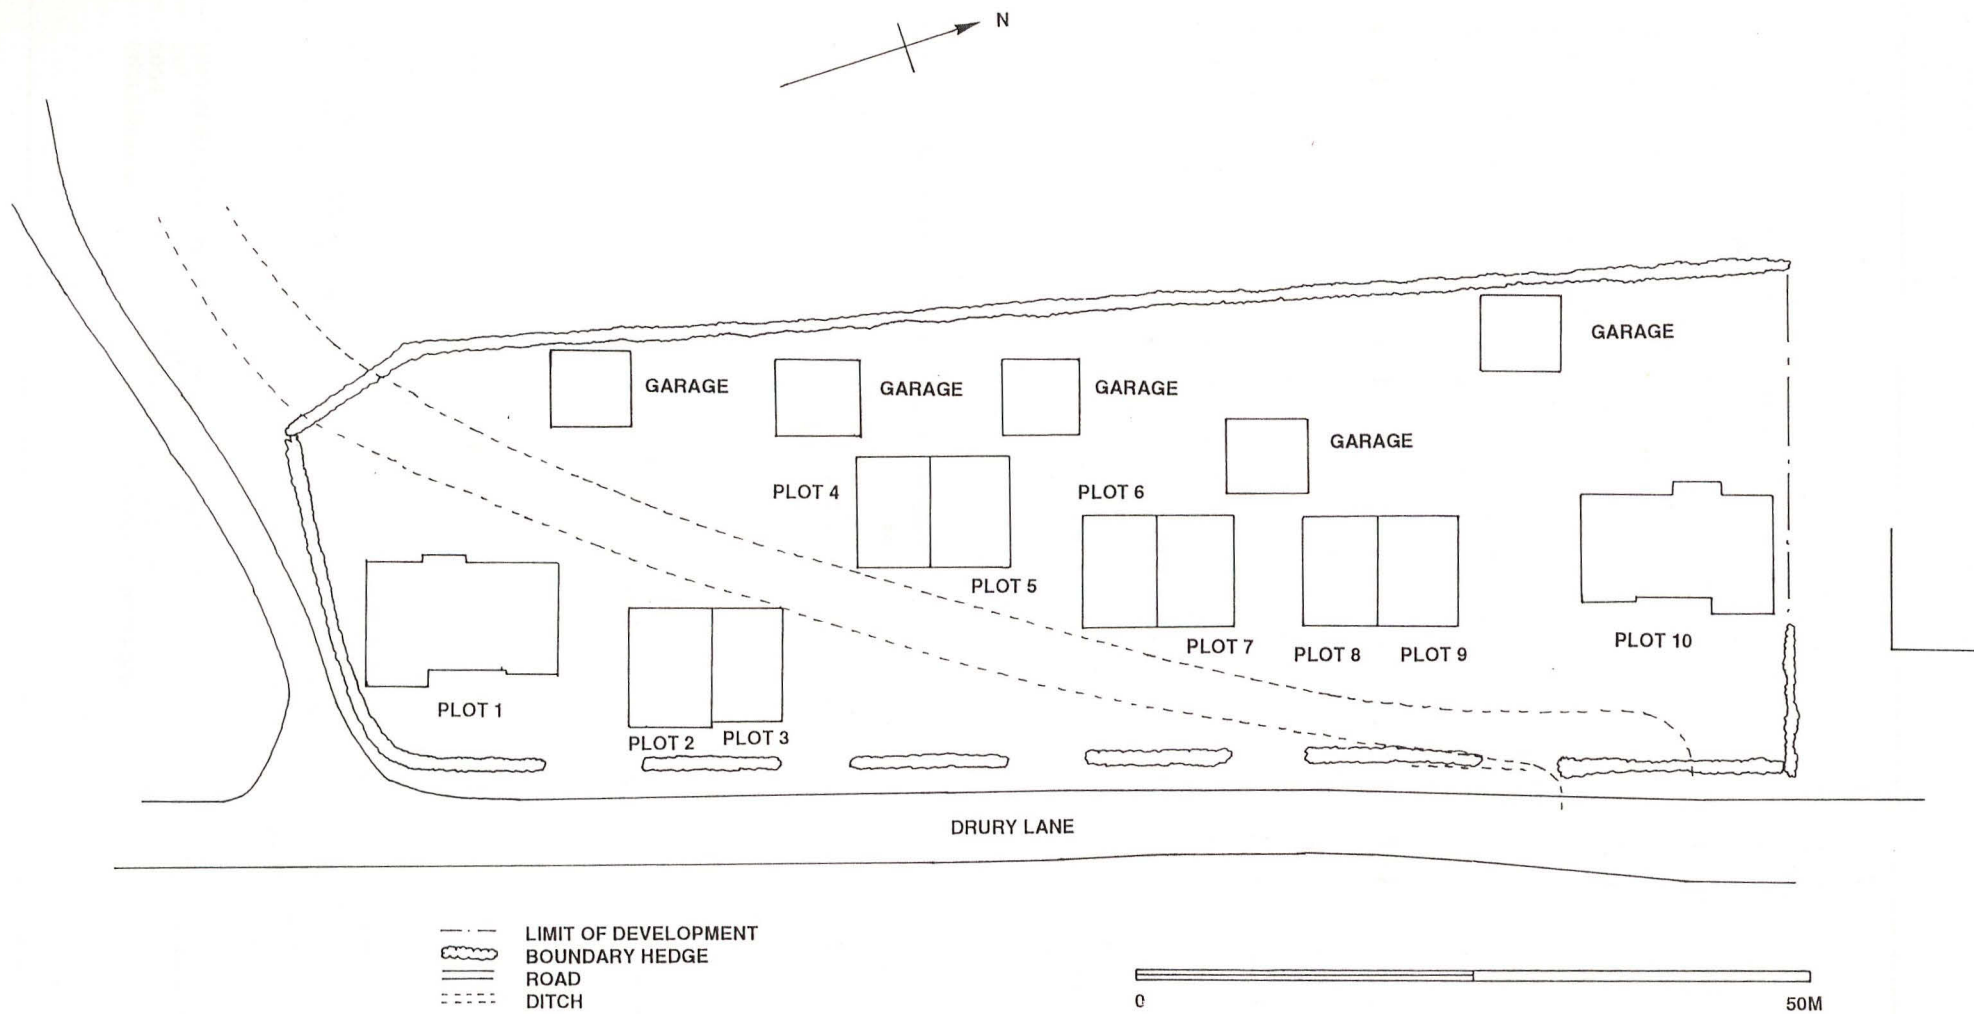 N
GARAGE
GARAGE
GARAGE
GARAGE
GARAGE
PLOT 4
PLOT 6
PLOT 5
PLOT 7
PLOT 8
PLOT 9
PLOT 10
PLOT 1
PLOT 2
PLOT 3
DRURY LANE
LIMIT OF DEVELOPMENT
BOUNDARY HEDGE
ROAD
DITCH
0
50M